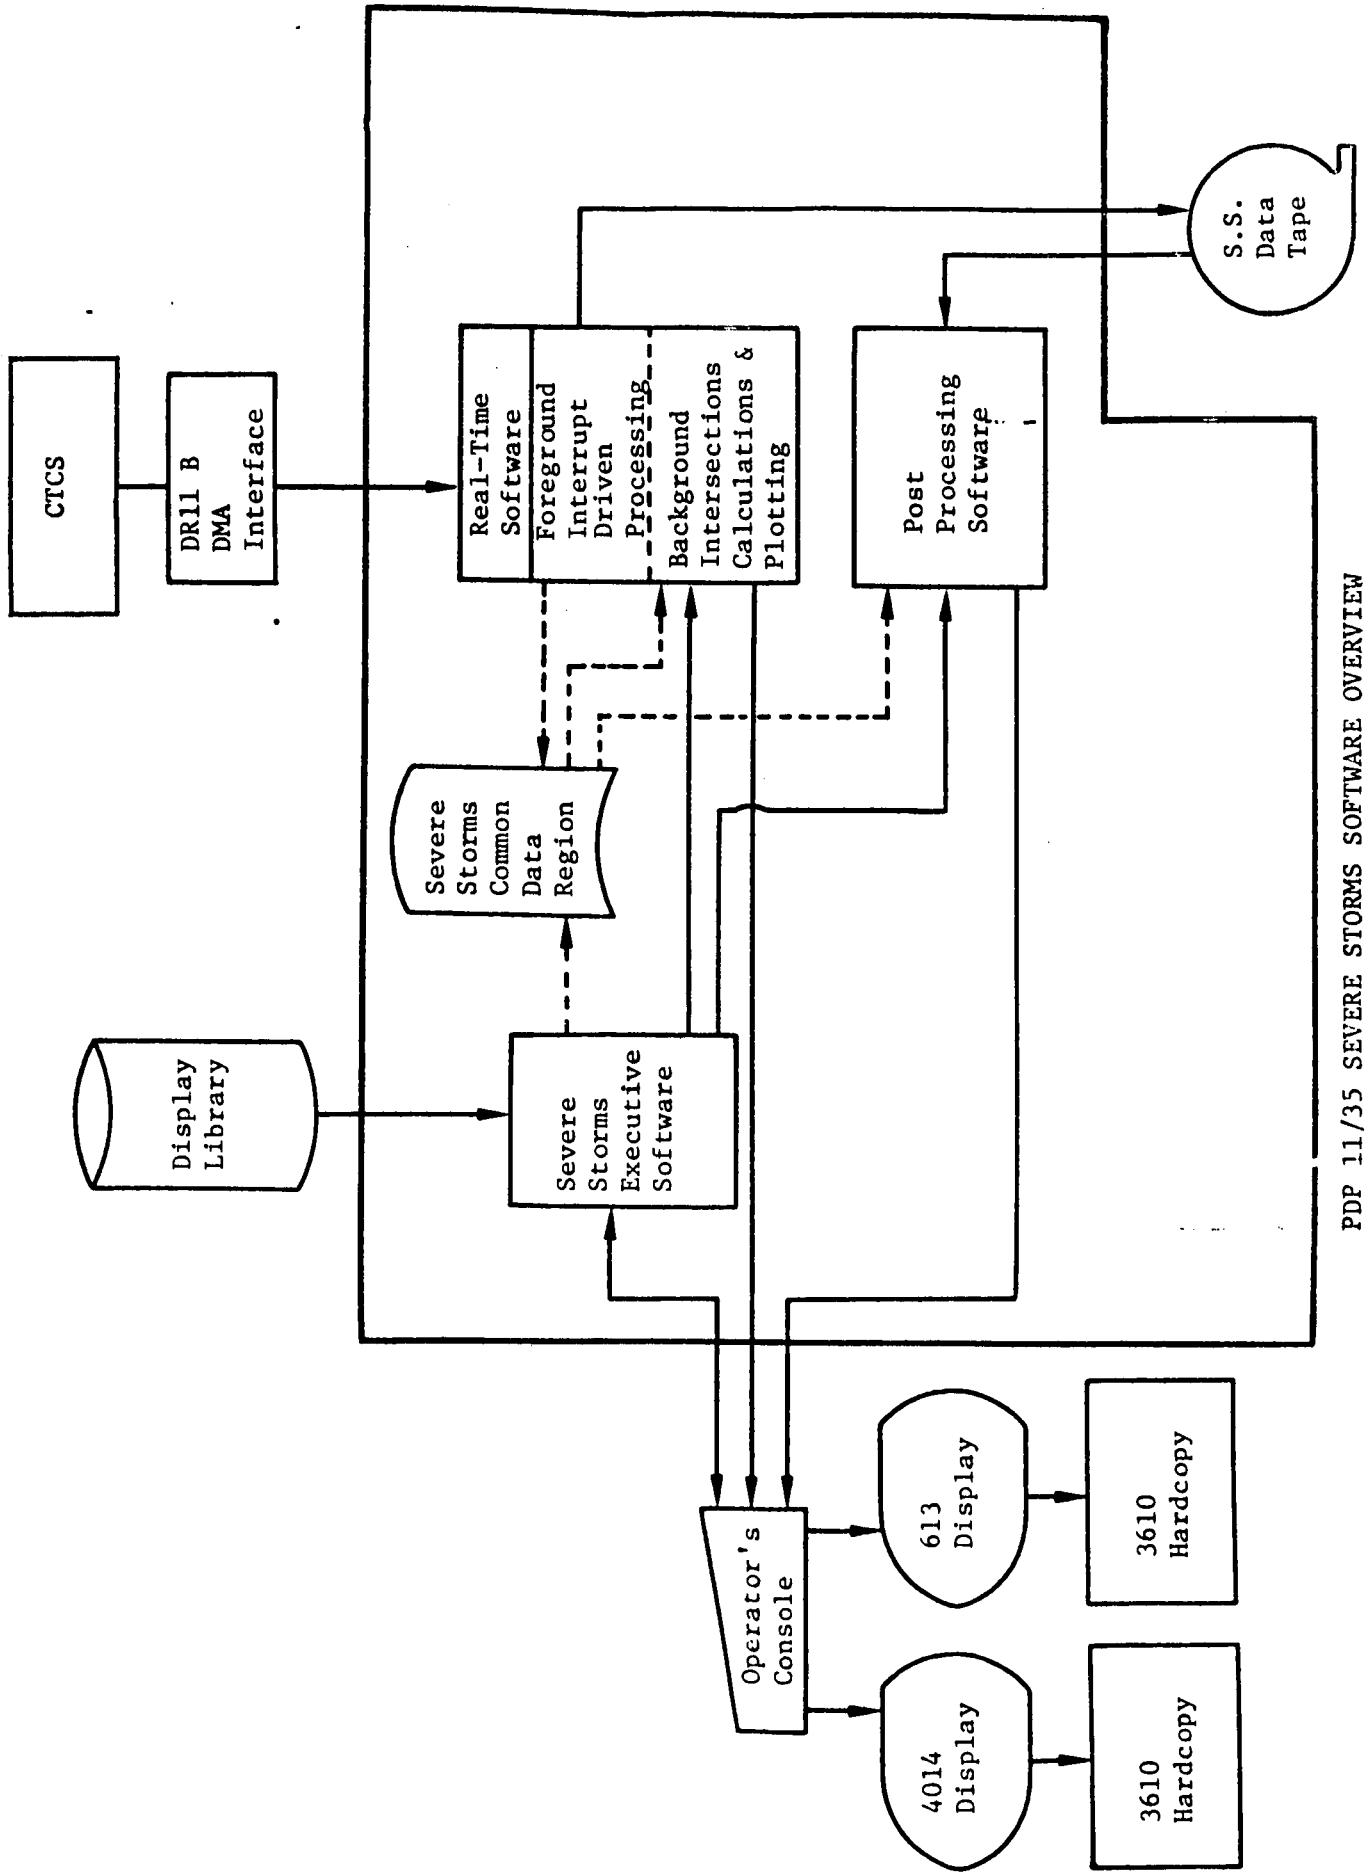 CTCS
DR11 B
DMA
Interface
Display
Library
Real-Time
Software
Foreground
Interrupt
Driven
Processing
Background
Intersections
Calculations &
Plotting
Severe
Storms
Common
Data
Region
Severe
Storms
Executive
Software
Post
Processing
Software
S.S.
Data
Tape
Operator's
Console
613
Display
3610
Hardcopy
4014
Display
3610
Hardcopy
PDP 11/35 SEVERE STORMS SOFTWARE OVERVIEW